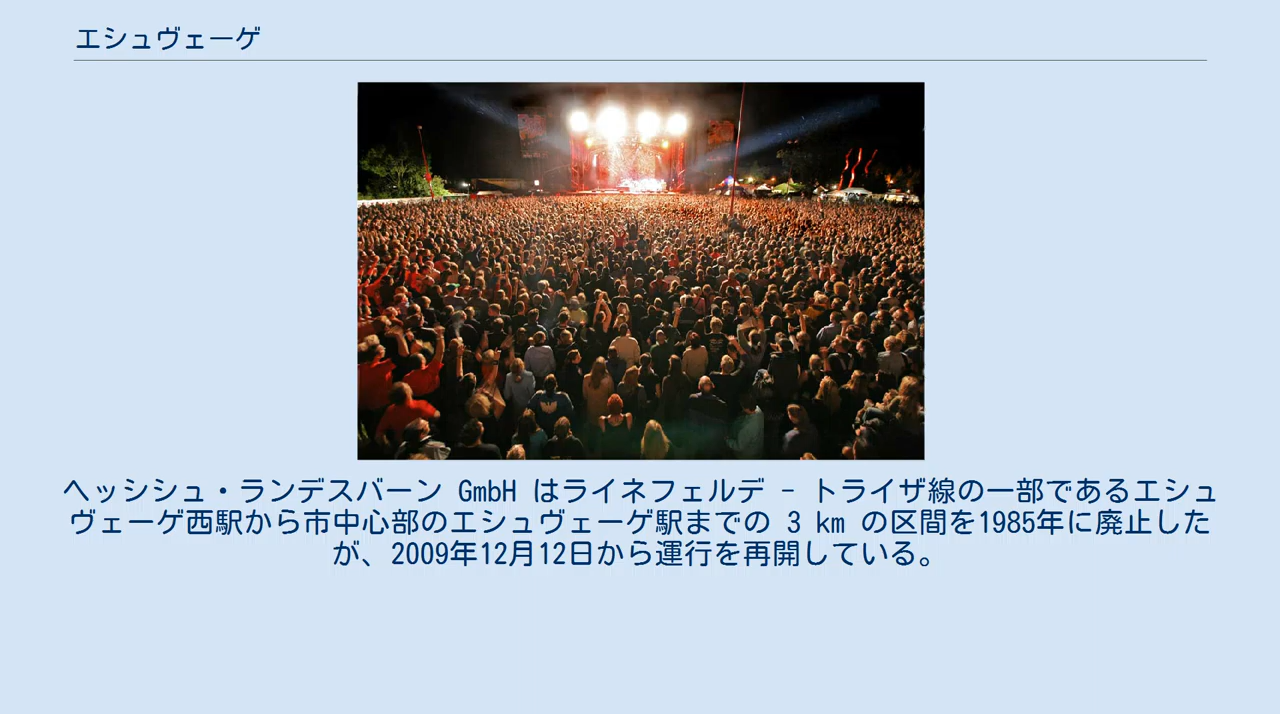 エシュヴェーゲ
ヘッシシュ・ランデスバーン GmbH はライネフェルデ - トライザ線の一部であるエシュ
ヴェーゲ西駅から市中心部のエシュヴェーゲ駅までの 3 km の区間を1985年に廃止した
が、2009年12月12日から運行を再開している。